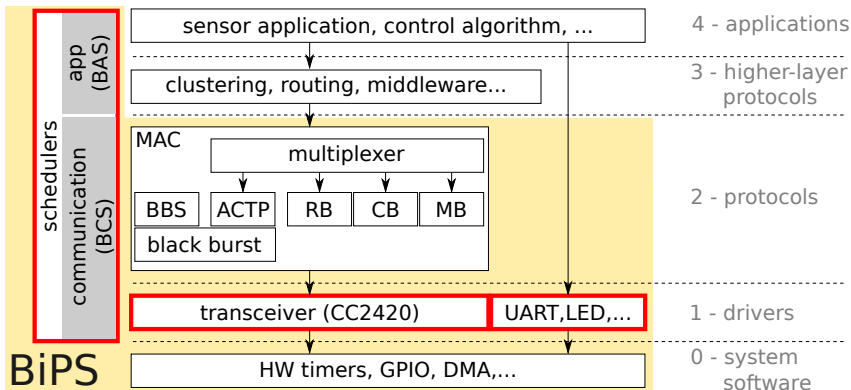 sensor application, control algorithm, ...
4 - applications
schedulers
app
(BAS)
clustering, routing, middleware...
3 - higher-layer
protocols
communication
(BCS)
MAC
multiplexer
BBS
ACTP
RB
CB
MB
black burst
2 - protocols
transceiver (CC2420)
UART,LED,...
1 - drivers
BiPS
HW timers, GPIO, DMA,...
0 - system
software